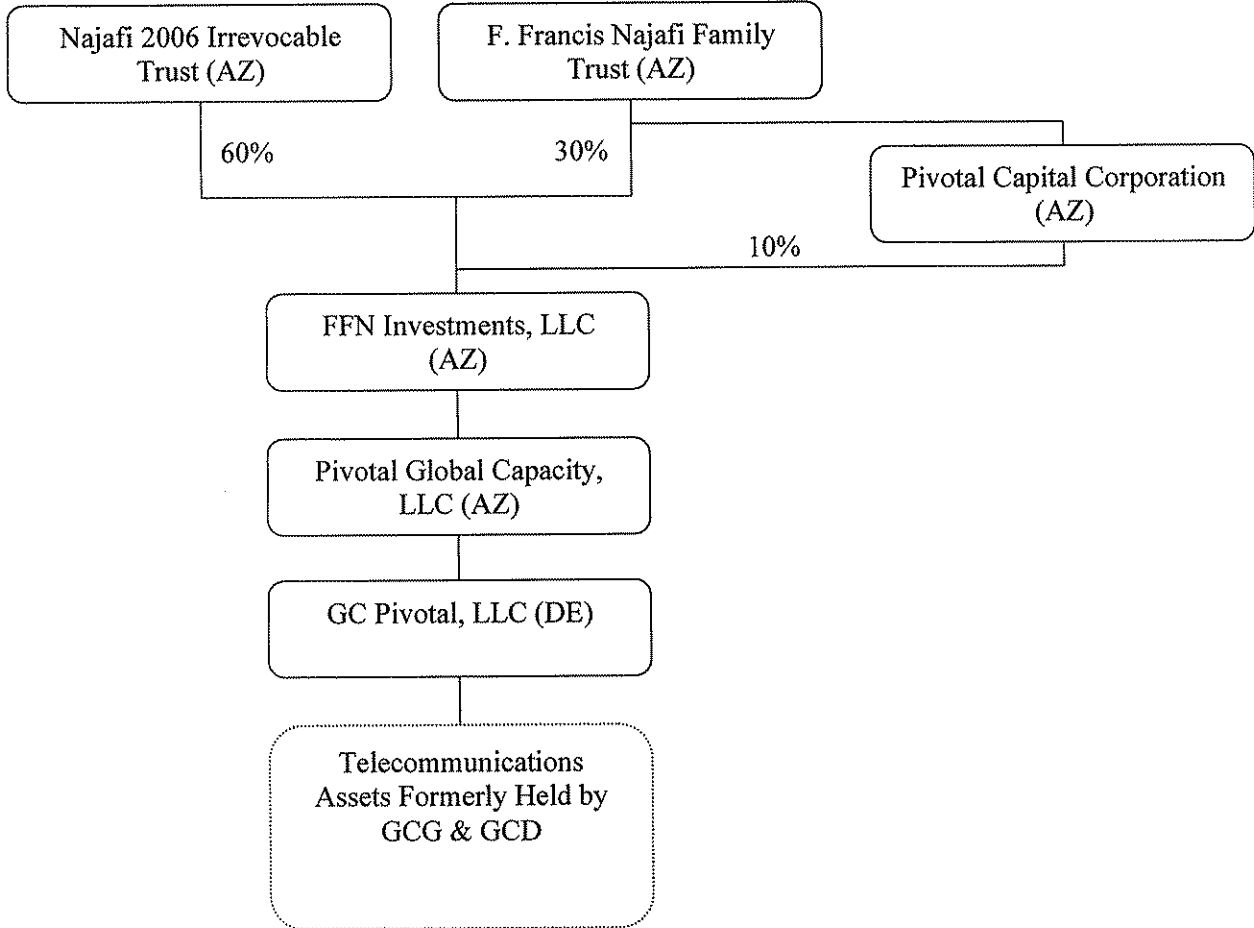 Najafi 2006 Irrevocable
Trust (AZ)
F. Francis Najafi Family
Trust (AZ)
60%
30%
Pivotal Capital Corporation
(AZ)
10%
FFN Investments, LLC
(AZ)
Pivotal Global Capacity,
LLC (AZ)
GC Pivotal, LLC (DE)
Telecommunications
Assets Formerly Held by
GCG & GCD